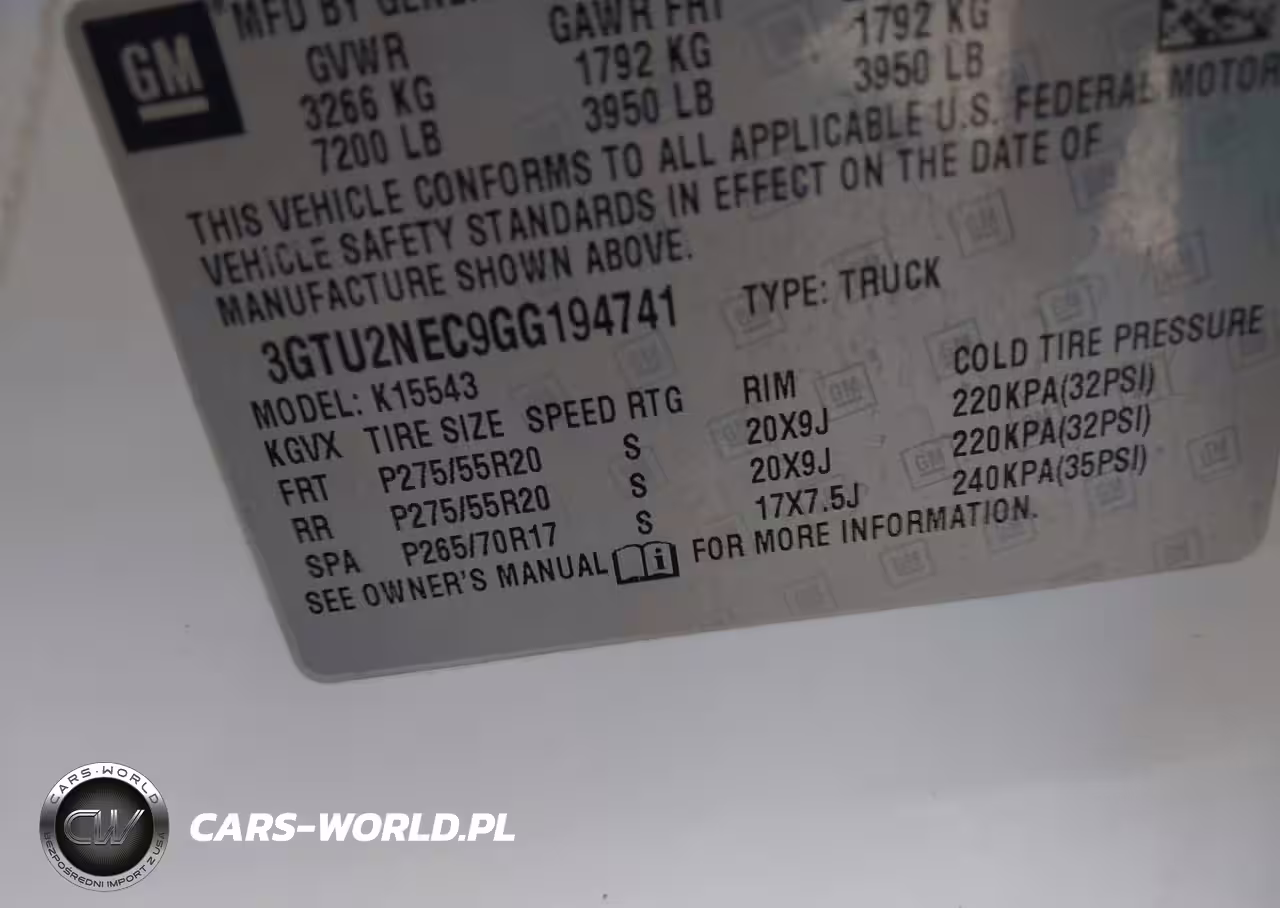 GM
MFD BY GENE
GVWR GAWR FRT
3266 KG 1792 KG 1792 KG
7200 LB 3950 LB 3950 LB
THIS VEHICLE CONFORMS TO ALL APPLICABLE U.S. FEDERAL MOTOR
VEHICLE SAFETY STANDARDS IN EFFECT ON THE DATE OF
MANUFACTURE SHOWN ABOVE.
3GTU2NEC9GG194741 TYPE: TRUCK
MODEL: K15543
KGVX TIRE SIZE SPEED RTG RIM COLD TIRE PRESSURE
FRT P275/55R20 S 20X9J 220KPA(32PSI)
RR P275/55R20 S 20X9J 220KPA(32PSI)
SPA P265/70R17 S 17X7.5J 240KPA(35PSI)
SEE OWNER'S MANUAL FOR MORE INFORMATION.
CARS-WORLD
CW
BEZPOŚREDNI IMPORT Z USA
CARS-WORLD.PL